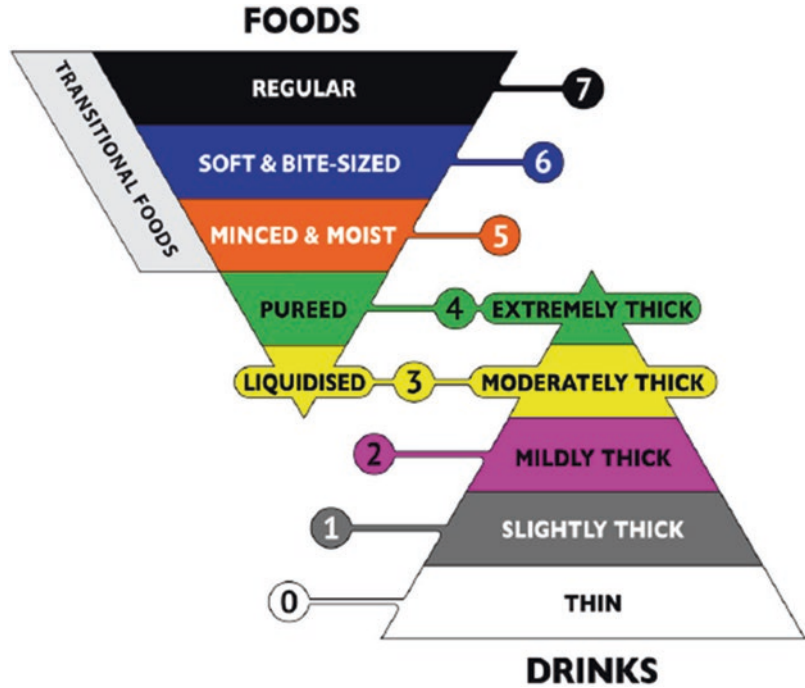 FOODS
TRANSITIONAL FOODS
REGULAR
7
SOFT & BITE-SIZED
6
MINCED & MOIST
5
PUREED
4
EXTREMELY THICK
LIQUIDISED
3
MODERATELY THICK
2
MILDLY THICK
1
SLIGHTLY THICK
0
THIN
DRINKS